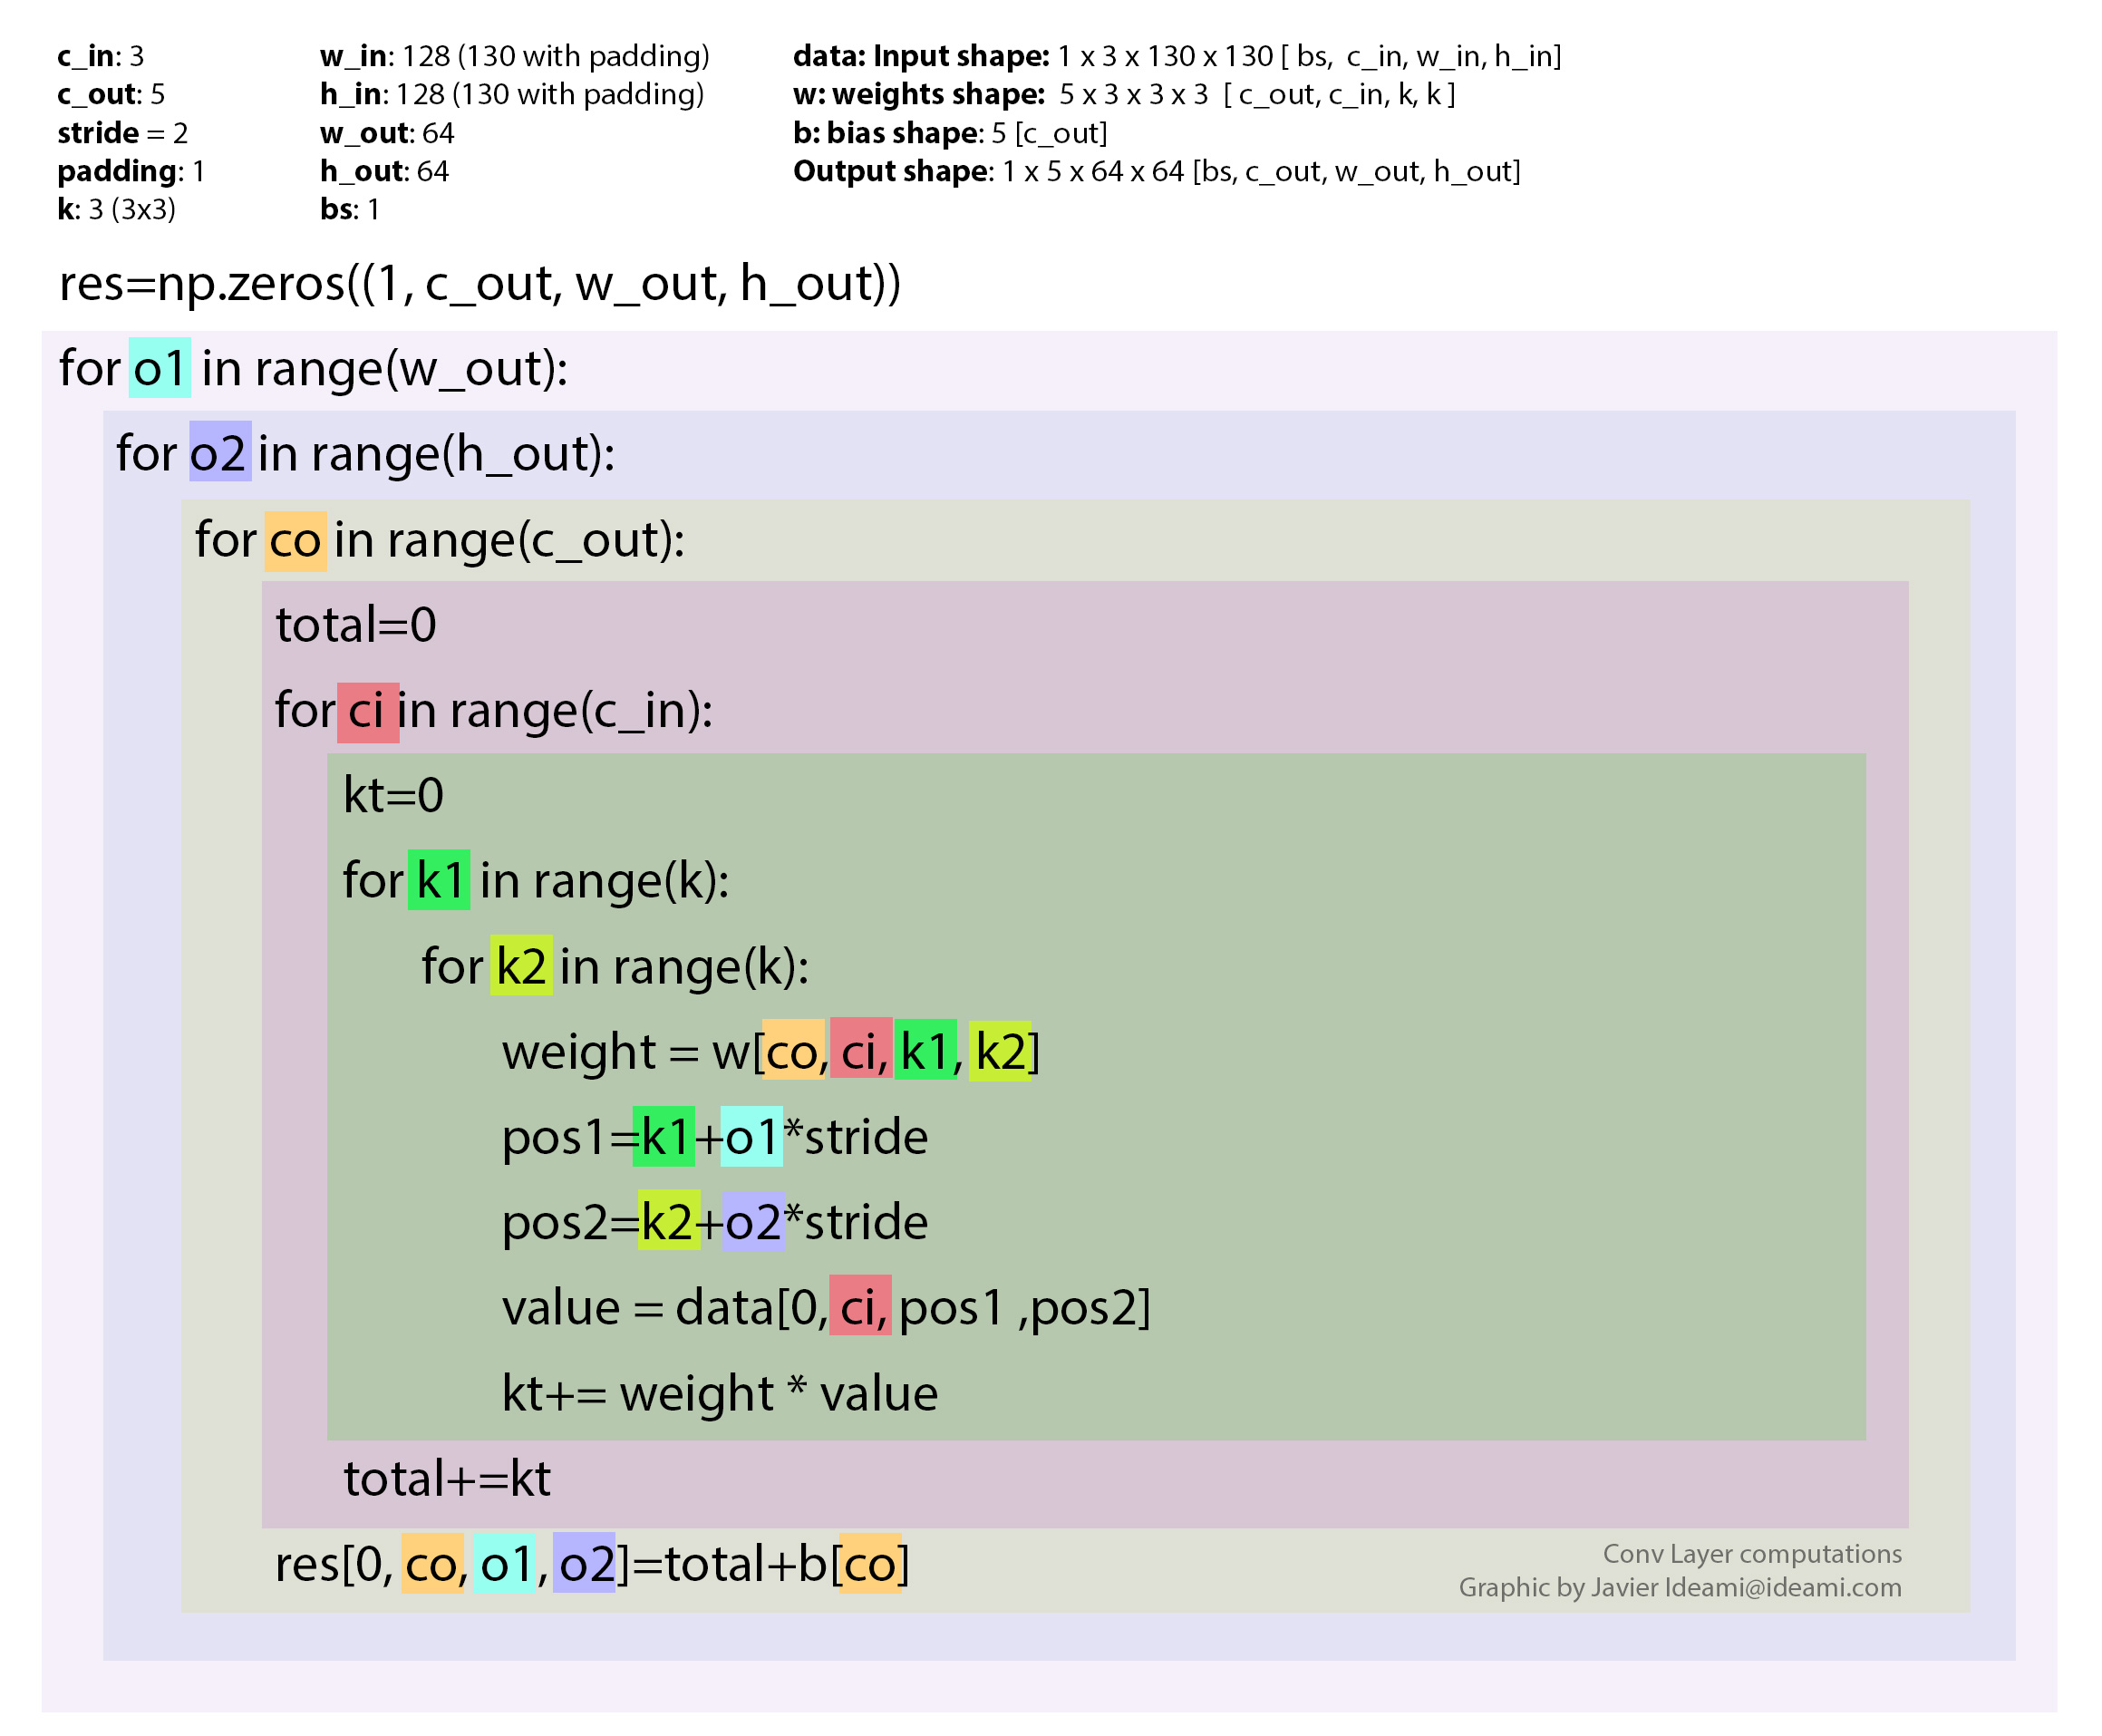 c_in: 3
c_out: 5
stride = 2
padding: 1
k: 3 (3x3)
w_in: 128 (130 with padding)
h_in: 128 (130 with padding)
w_out: 64
h_out: 64
bs: 1
data: Input shape: 1 x 3 x 130 x 130 [ bs, c_in, w_in, h_in]
w: weights shape: 5 x 3 x 3 x 3 [ c_out, c_in, k, k ]
b: bias shape: 5 [c_out]
Output shape: 1 x 5 x 64 x 64 [bs, c_out, w_out, h_out]
res=np.zeros((1, c_out, w_out, h_out))
for o1 in range(w_out):
for o2 in range(h_out):
for co in range(c_out):
total=0
for ci in range(c_in):
kt=0
for k1 in range(k):
for k2 in range(k):
weight = w[co, ci, k1, k2]
pos1=k1+o1*stride
pos2=k2+o2*stride
value = data[0, ci, pos1 ,pos2]
kt+= weight * value
total+=kt
res[0, co, o1, o2]=total+b[co]
Conv Layer computations
Graphic by Javier Ideami@ideami.com